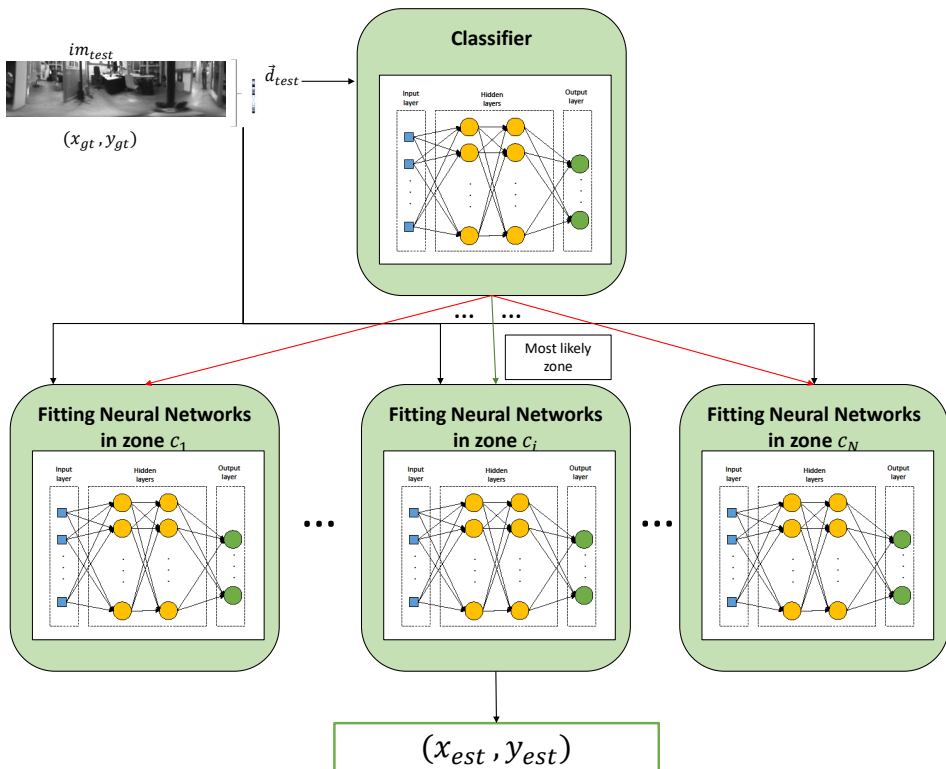 Classifier
im_test
d⃗_test
(x_gt , y_gt)
Input layer
Hidden layers
Output layer
... ...
Most likely
zone
Fitting Neural Networks
in zone c_1
Input layer
Hidden layers
Output layer
...
Fitting Neural Networks
in zone c_i
Input layer
Hidden layers
Output layer
...
Fitting Neural Networks
in zone c_N
Input layer
Hidden layers
Output layer
(x_est , y_est)